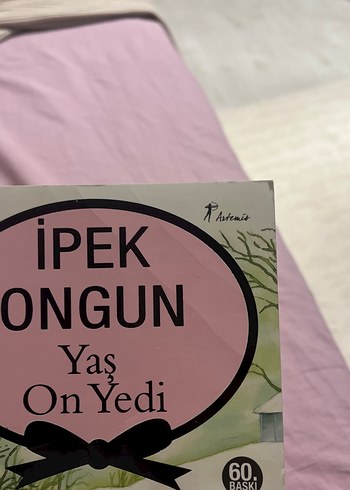 Artemis
İPEK
ONGUN
Yaş
On Yedi
60.
BASKI